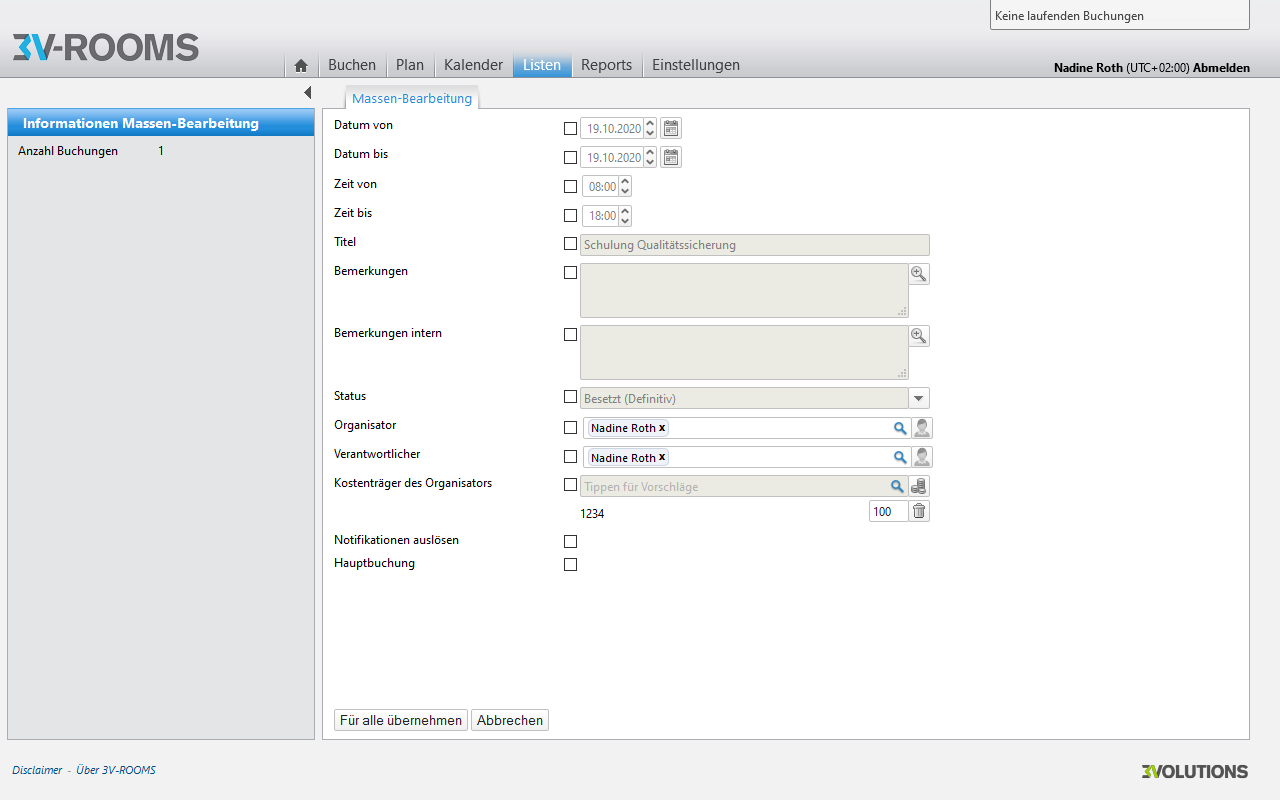 Keine laufenden Buchungen
3V-ROOMS
Buchen Plan Kalender Listen Reports Einstellungen
Nadine Roth (UTC+02:00) Abmelden
Massen-Bearbeitung
Informationen Massen-Bearbeitung
Anzahl Buchungen 1
Datum von 19.10.2020
Datum bis 19.10.2020
Zeit von 08:00
Zeit bis 18:00
Titel Schulung Qualitätssicherung
Bemerkungen
Bemerkungen intern
Status Besetzt (Definitiv)
Organisator Nadine Roth x
Verantwortlicher Nadine Roth x
Kostenträger des Organisators Tippen für Vorschläge
1234 100
Notifikationen auslösen
Hauptbuchung
Für alle übernehmen Abbrechen
Disclaimer - Über 3V-ROOMS
3VOLUTIONS